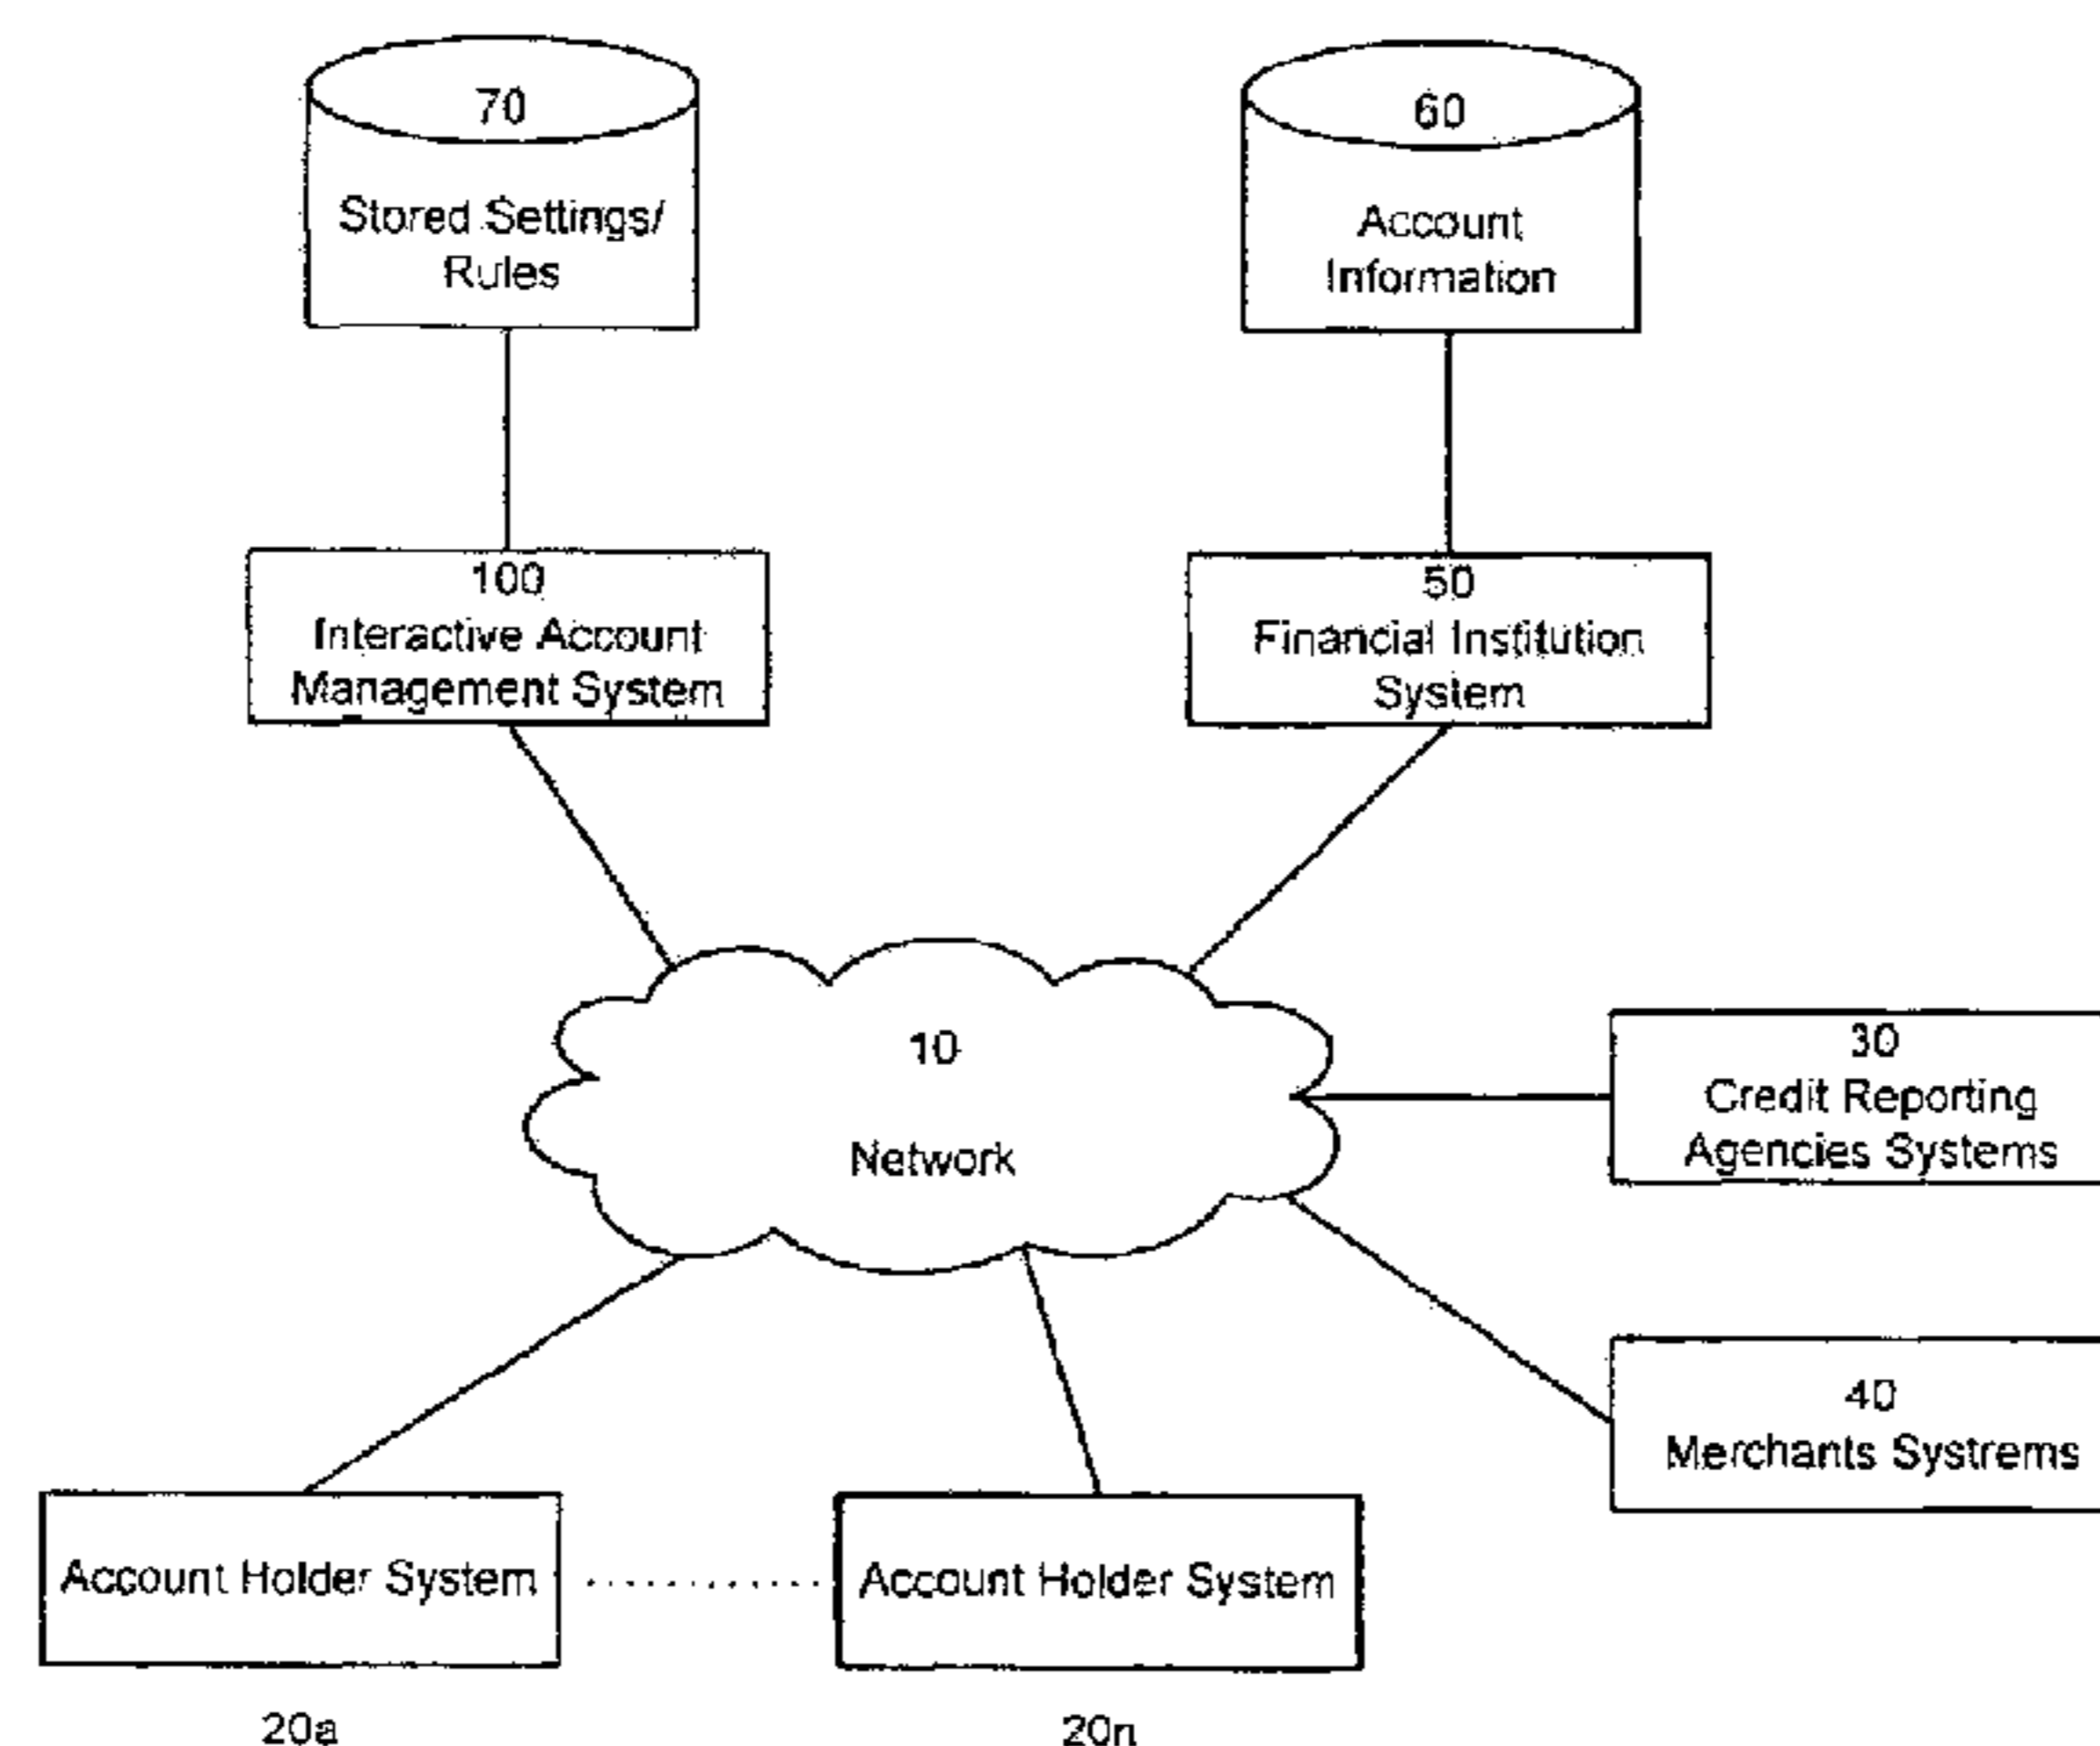 70
Stored Settings/
Rules
60
Account
Information
100
Interactive Account
Management System
50
Financial Institution
System
10
Network
30
Credit Reporting
Agencies Systems
40
Merchants Systrems
Account Holder System
Account Holder System
20a
20n